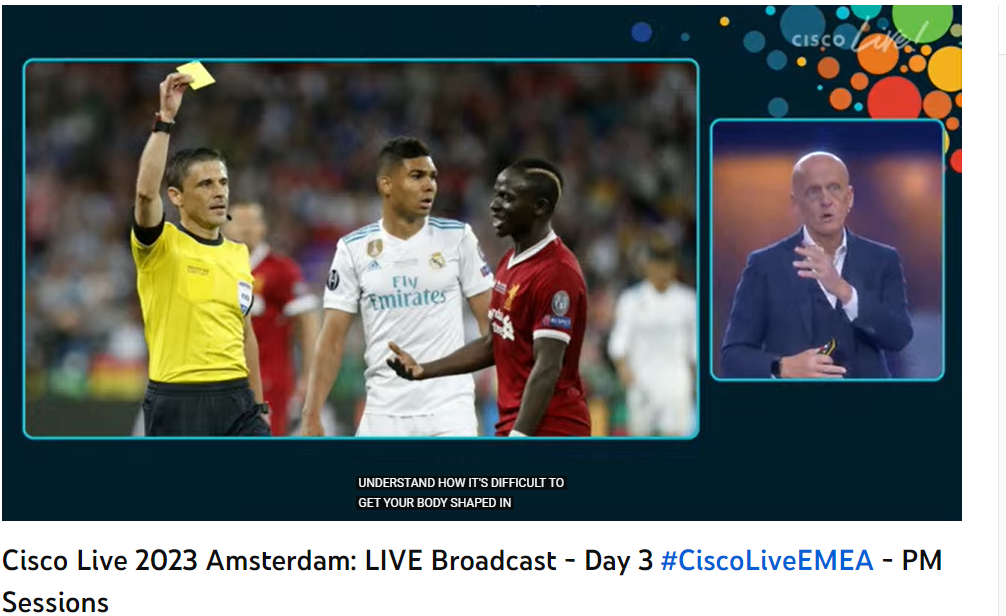 CISCO Live!
Fly
Emirates
UNDERSTAND HOW IT'S DIFFICULT TO
GET YOUR BODY SHAPED IN
Cisco Live 2023 Amsterdam: LIVE Broadcast - Day 3 #CiscoLiveEMEA - PM
Sessions